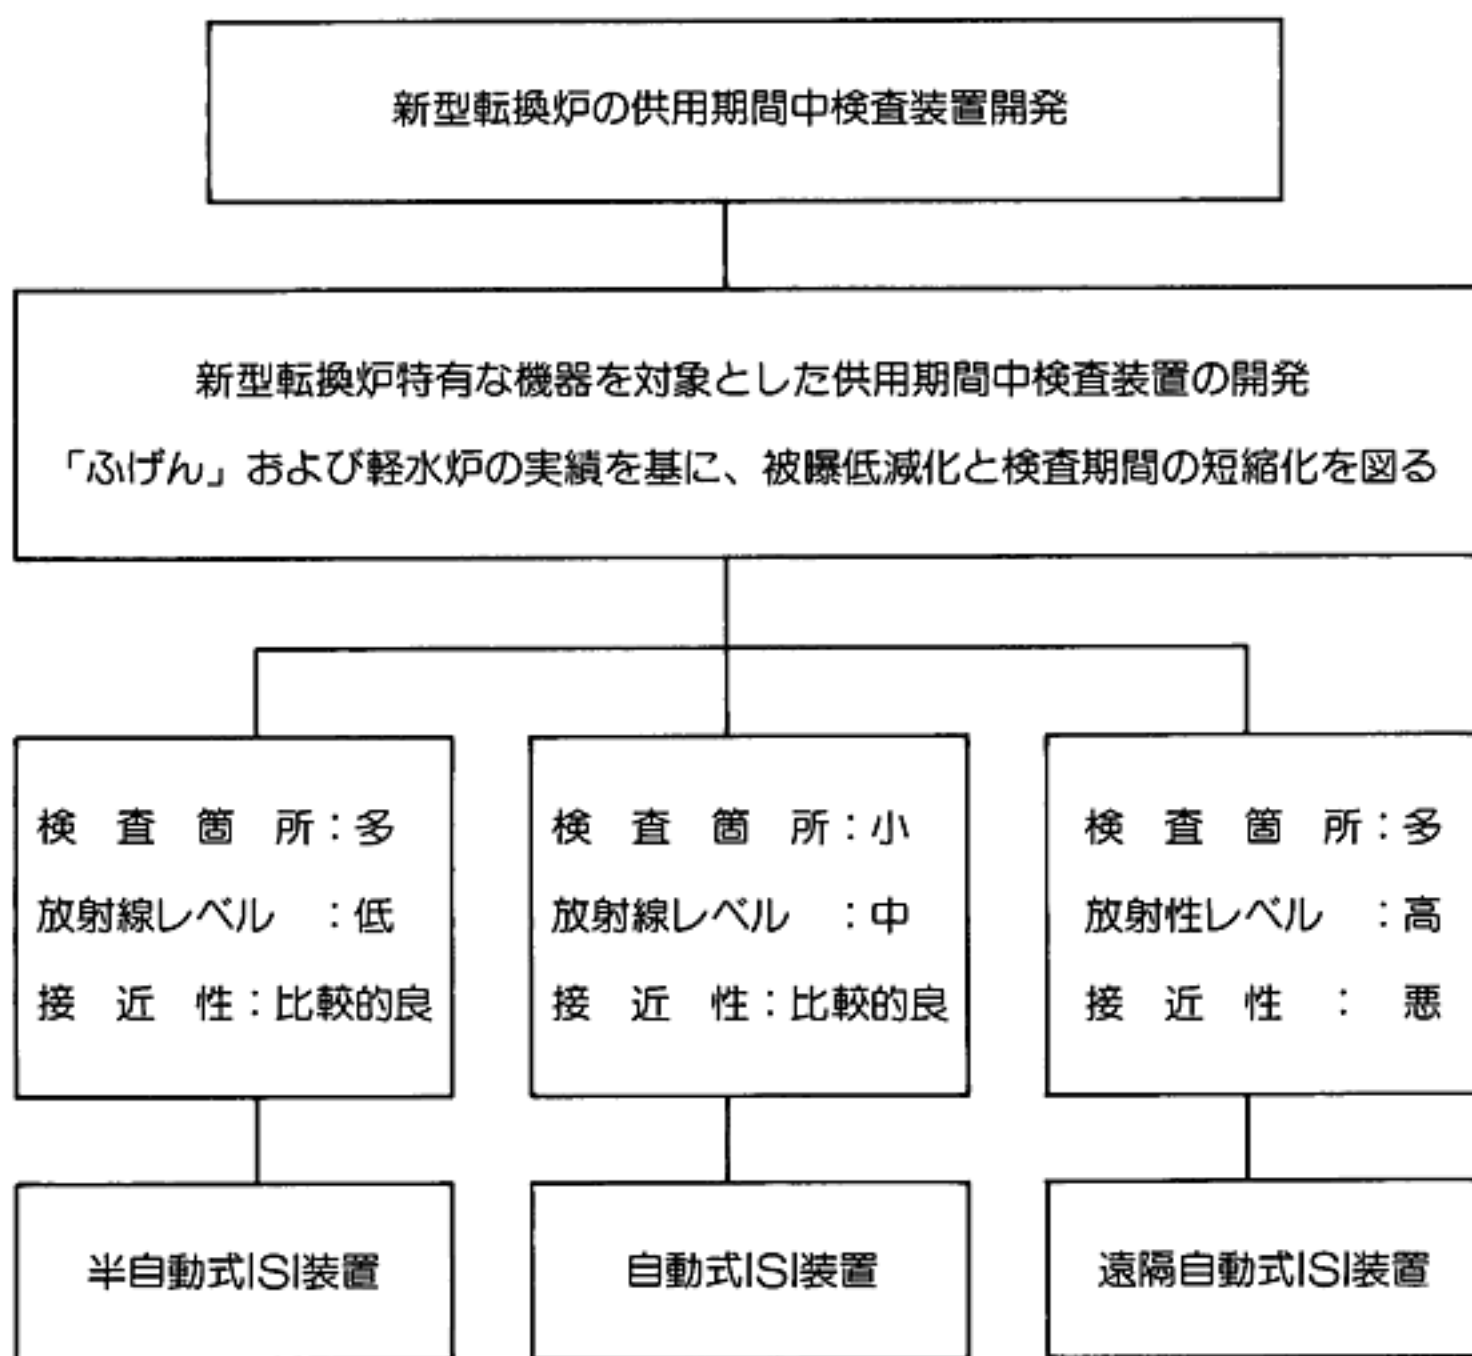 新型転換炉の供用期間中検査装置開発
新型転換炉特有な機器を対象とした供用期間中検査装置の開発
「ふげん」および軽水炉の実績を基に、被曝低減化と検査期間の短縮化を図る
検査箇所：多
放射線レベル：低
接近性：比較的良
検査箇所：小
放射線レベル：中
接近性：比較的良
検査箇所：多
放射性レベル：高
接近性：悪
半自動式ISI装置
自動式ISI装置
遠隔自動式ISI装置